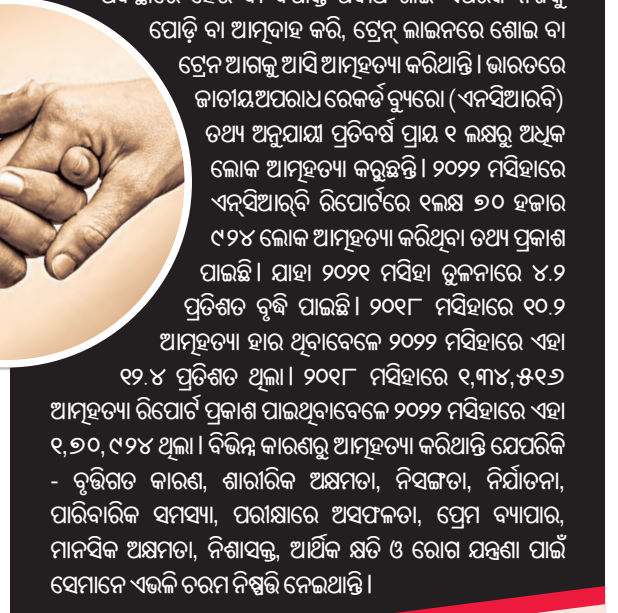 ପୋଡ଼ି ବା ଆତ୍ମଦାହ କରି, ଟ୍ରେନ୍ ଲାଇନରେ ଶୋଇ ବା
ଟ୍ରେନ ଆଗକୁ ଆସି ଆତ୍ମହତ୍ୟା କରିଥାନ୍ତି । ଭାରତରେ
ଜାତୀୟଅପରାଧ ରେକର୍ଡ ବ୍ୟୁରୋ (ଏନସିଆରବି)
ତଥ୍ୟ ଅନୁଯାୟୀ ପ୍ରତିବର୍ଷ ପ୍ରାୟ ୧ ଲକ୍ଷରୁ ଅଧିକ
ଲୋକ ଆତ୍ମହତ୍ୟା କରୁଛନ୍ତି । ୨୦୨୨ ମସିହାରେ
ଏନ୍‌ସିଆର୍‌ବି ରିପୋର୍ଟରେ ୧ଲକ୍ଷ ୭୦ ହଜାର
୯୨୪ ଲୋକ ଆତ୍ମହତ୍ୟା କରିଥିବା ତଥ୍ୟ ପ୍ରକାଶ
ପାଇଛି । ଯାହା ୨୦୨୧ ମସିହା ତୁଳନାରେ ୪.୨
ପ୍ରତିଶତ ବୃଦ୍ଧି ପାଇଛି । ୨୦୧୮ ମସିହାରେ ୧୦.୨
ଆତ୍ମହତ୍ୟା ହାର ଥିବାବେଳେ ୨୦୨୨ ମସିହାରେ ଏହା
୧୨.୪ ପ୍ରତିଶତ ଥିଲା । ୨୦୧୮ ମସିହାରେ ୧,୩୪,୫୧୬
ଆତ୍ମହତ୍ୟା ରିପୋର୍ଟ ପ୍ରକାଶ ପାଇଥିବାବେଳେ ୨୦୨୨ ମସିହାରେ ଏହା
୧,୭୦,୯୨୪ ଥିଲା । ବିଭିନ୍ନ କାରଣରୁ ଆତ୍ମହତ୍ୟା କରିଥାନ୍ତି ଯେପରିକି
- ବୃତ୍ତିଗତ କାରଣ, ଶାରୀରିକ ଅକ୍ଷମତା, ନିସଙ୍ଗତା, ନିର୍ଯାତନା,
ପାରିବାରିକ ସମସ୍ୟା, ପରୀକ୍ଷାରେ ଅସଫଳତା, ପ୍ରେମ ବ୍ୟାପାର,
ମାନସିକ ଅକ୍ଷମତା, ନିଶାସକ୍ତ, ଆର୍ଥିକ କ୍ଷତି ଓ ରୋଗ ଯନ୍ତ୍ରଣା ପାଇଁ
ସେମାନେ ଏଭଳି ଚରମ ନିଷ୍ପତ୍ତି ନେଇଥାନ୍ତି ।